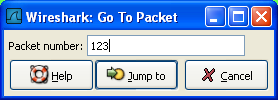 Wireshark: Go To Packet
Packet number: 123
Help Jump to Cancel